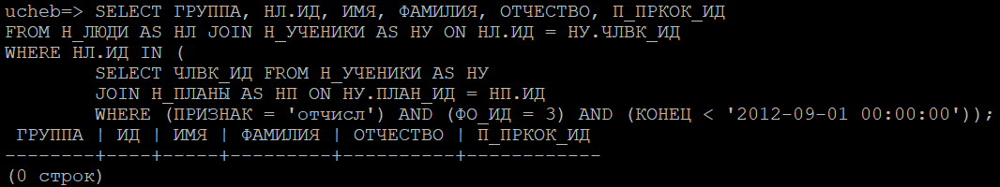 ucheb=> SELECT ГРУППА, НЛ.ИД, ИМЯ, ФАМИЛИЯ, ОТЧЕСТВО, П_ПРКОК_ИД
FROM Н_ЛЮДИ AS НЛ JOIN Н_УЧЕНИКИ AS НУ ON НЛ.ИД = НУ.ЧЛВК_ИД
WHERE НЛ.ИД IN (
        SELECT ЧЛВК_ИД FROM Н_УЧЕНИКИ AS НУ
        JOIN Н_ПЛАНЫ AS НП ON НУ.ПЛАН_ИД = НП.ИД
        WHERE (ПРИЗНАК = 'отчисл') AND (ФО_ИД = 3) AND (КОНЕЦ < '2012-09-01 00:00:00'));
 ГРУППА | ИД | ИМЯ | ФАМИЛИЯ | ОТЧЕСТВО | П_ПРКОК_ИД
--------+----+-----+---------+----------+------------
(0 строк)